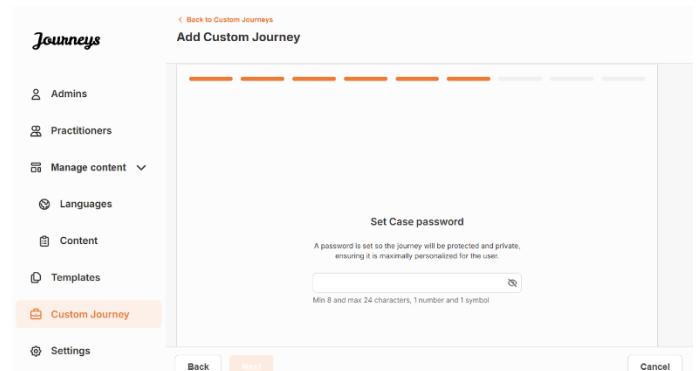 Journeys
Admins
Practitioners
Manage content
Languages
Content
Templates
Custom Journey
Settings
Back to Custom Journeys
Add Custom Journey
Set Case password
A password is set so the journey will be protected and private,
ensuring it is maximally personalized for the user.
Min 8 and max 24 characters, 1 number and 1 symbol
Back
Next
Cancel